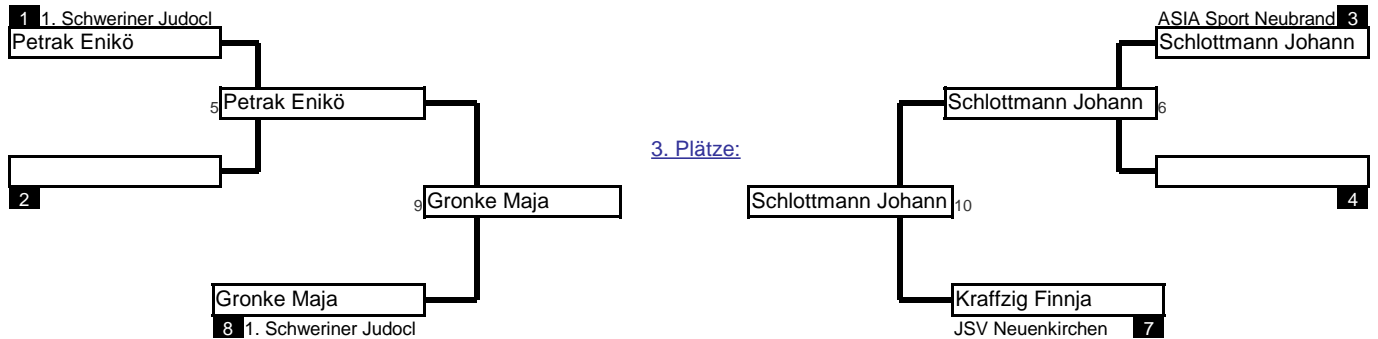 1 1. Schweriner Judocl
Petrak Enikö
ASIA Sport Neubrand 3
Schlottmann Johann
5 Petrak Enikö
Schlottmann Johann 6
3. Plätze:
2
4
9 Gronke Maja
Schlottmann Johann 10
Gronke Maja
8 1. Schweriner Judocl
Kraffzig Finnja
JSV Neuenkirchen 7